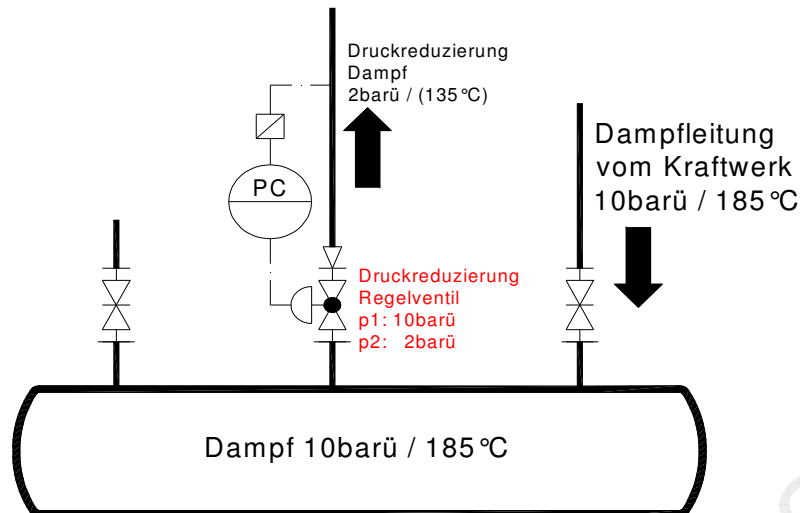 Druckreduzierung
Dampf
2barü / (135°C)
Dampfleitung
vom Kraftwerk
10barü / 185°C
PC
Druckreduzierung
Regelventil
p1: 10barü
p2: 2barü
Dampf 10barü / 185°C